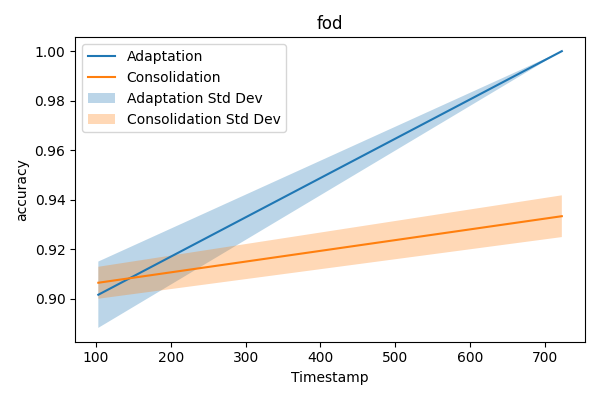 fod
Adaptation
Consolidation
Adaptation Std Dev
Consolidation Std Dev
accuracy
1.00
0.98
0.96
0.94
0.92
0.90
100 200 300 400 500 600 700
Timestamp